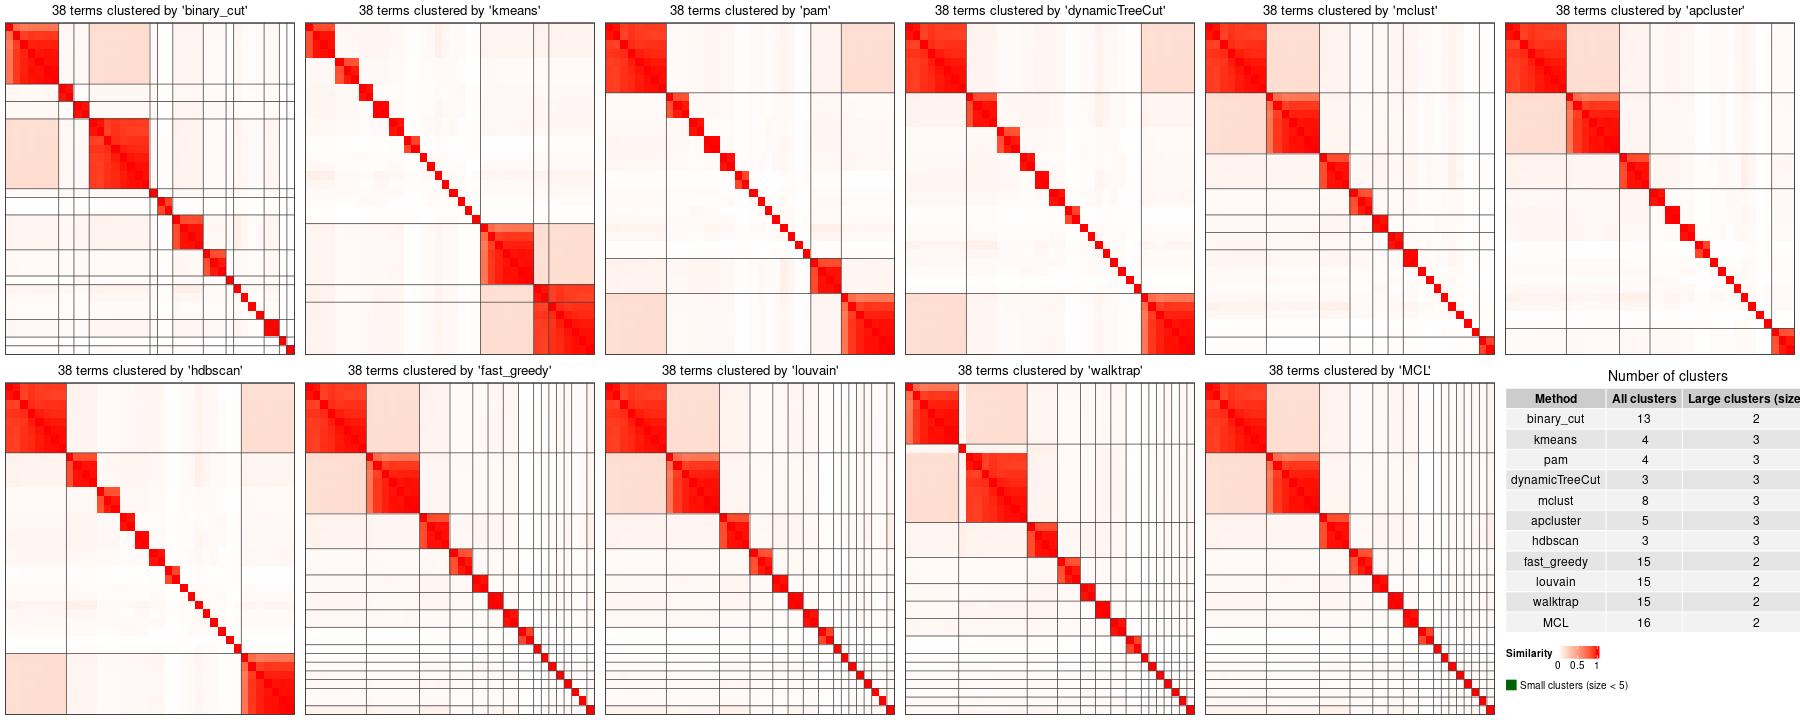 38 terms clustered by 'binary_cut'
38 terms clustered by 'kmeans'
38 terms clustered by 'pam'
38 terms clustered by 'dynamicTreeCut'
38 terms clustered by 'mclust'
38 terms clustered by 'apcluster'
38 terms clustered by 'hdbscan'
38 terms clustered by 'fast_greedy'
38 terms clustered by 'louvain'
38 terms clustered by 'walktrap'
38 terms clustered by 'MCL'
Number of clusters
Method All clusters Large clusters (size
binary_cut 13 2
kmeans 4 3
pam 4 3
dynamicTreeCut 3 3
mclust 8 3
apcluster 5 3
hdbscan 3 3
fast_greedy 15 2
louvain 15 2
walktrap 15 2
MCL 16 2
Similarity
0 0.5 1
Small clusters (size < 5)